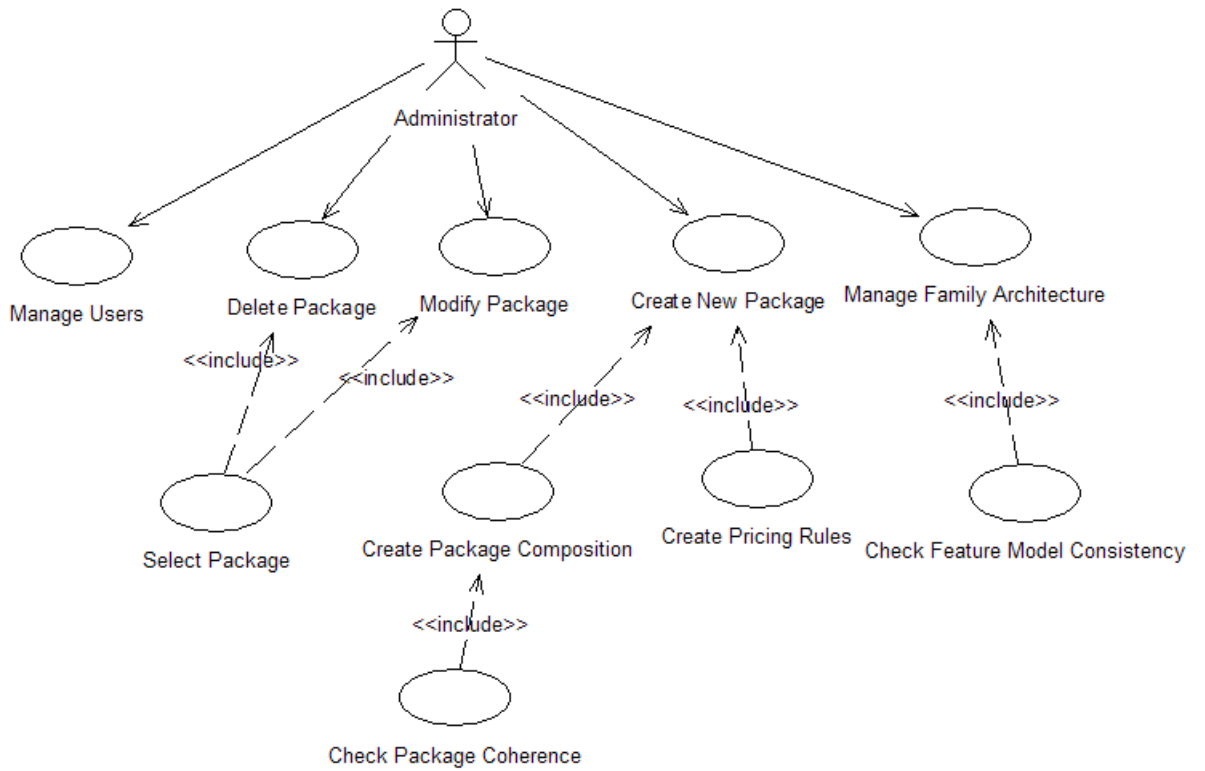 Administrator
Manage Users
Delete Package
Modify Package
Create New Package
Manage Family Architecture
<<include>>
<<include>>
<<include>>
<<include>>
<<include>>
Select Package
Create Package Composition
Create Pricing Rules
Check Feature Model Consistency
<<include>>
Check Package Coherence